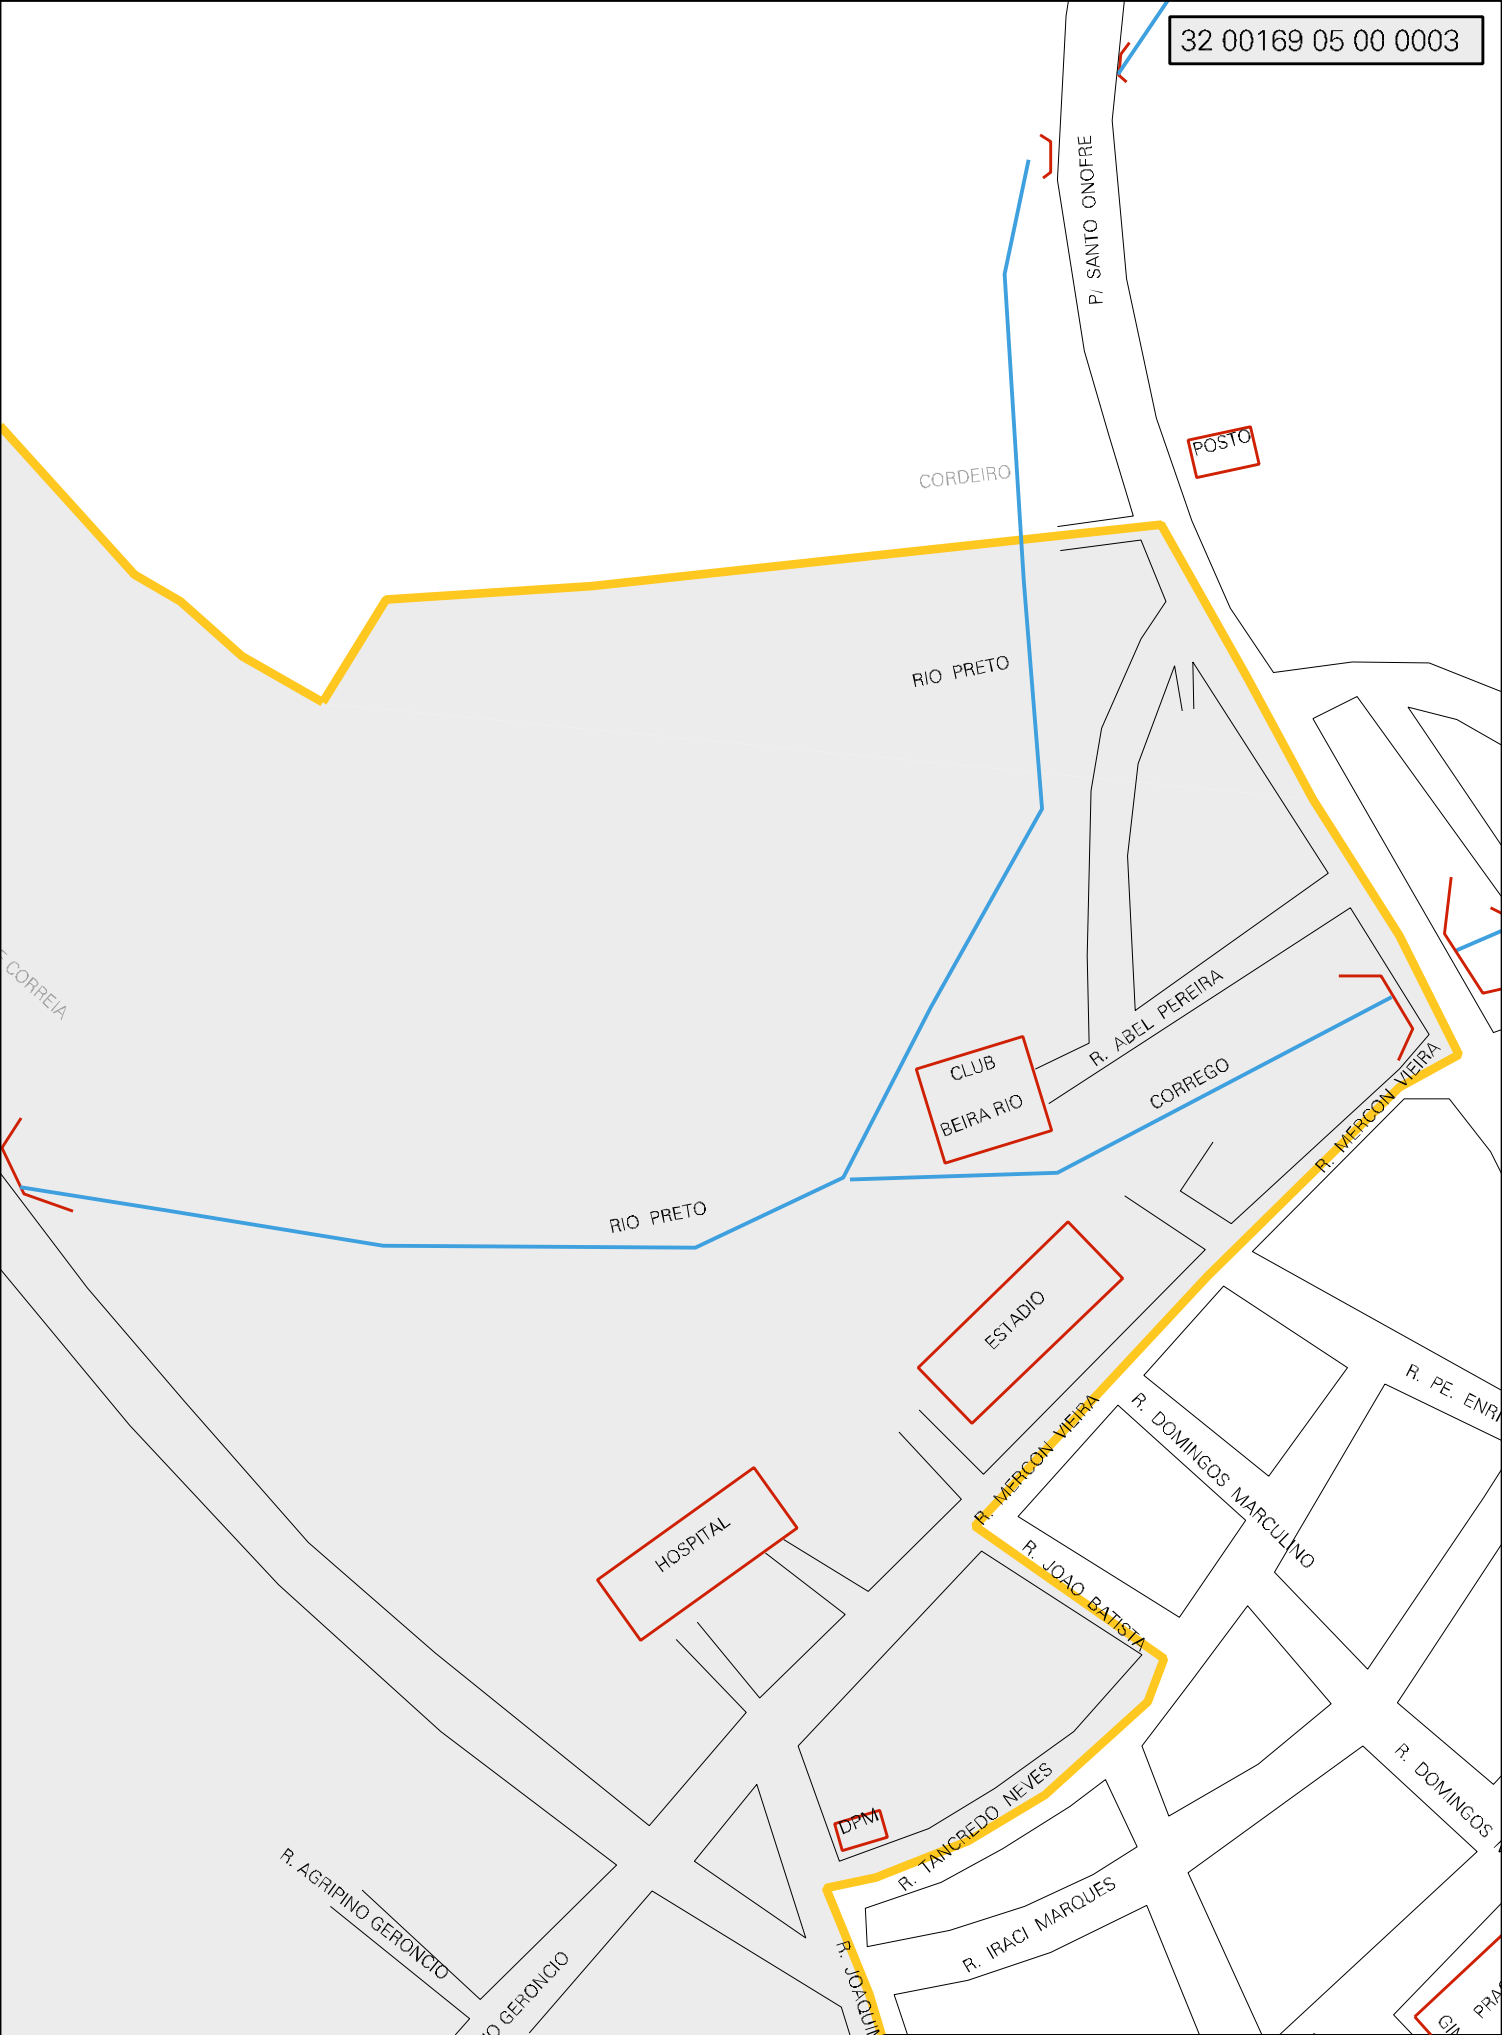 32 00169 05 00 0003
P/ SANTO ONOFRE
POSTO
CORDEIRO
RIO PRETO
CORREIA
R. ABEL PEREIRA
CLUB
BEIRA RIO
CORREGO
R. MERCON VIEIRA
RIO PRETO
ESTADIO
R. PE. ENRI
R. MERCON VIEIRA
R. DOMINGOS MARCULINO
HOSPITAL
R. JOAO BATISTA
R. DOMINGOS
DPM
R. TANCREDO NEVES
R. AGRIPINO GERONCIO
R. IRACI MARQUES
R. JOAQUIM
IO GERONCIO
PRA
GIN